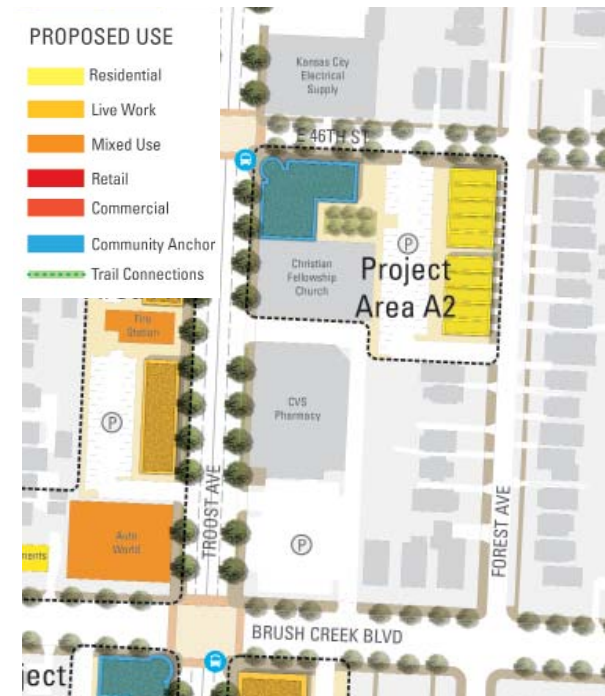 PROPOSED USE
Residential
Live Work
Mixed Use
Retail
Commercial
Community Anchor
Trail Connections
Kansas City
Electrical
Supply
E 46TH ST
P
Project
Area A2
Christian
Fellowship
Church
Fire
Station
P
CVS
Pharmacy
TROOST AVE
FOREST AVE
Auto
World
P
ments
BRUSH CREEK BLVD
ject